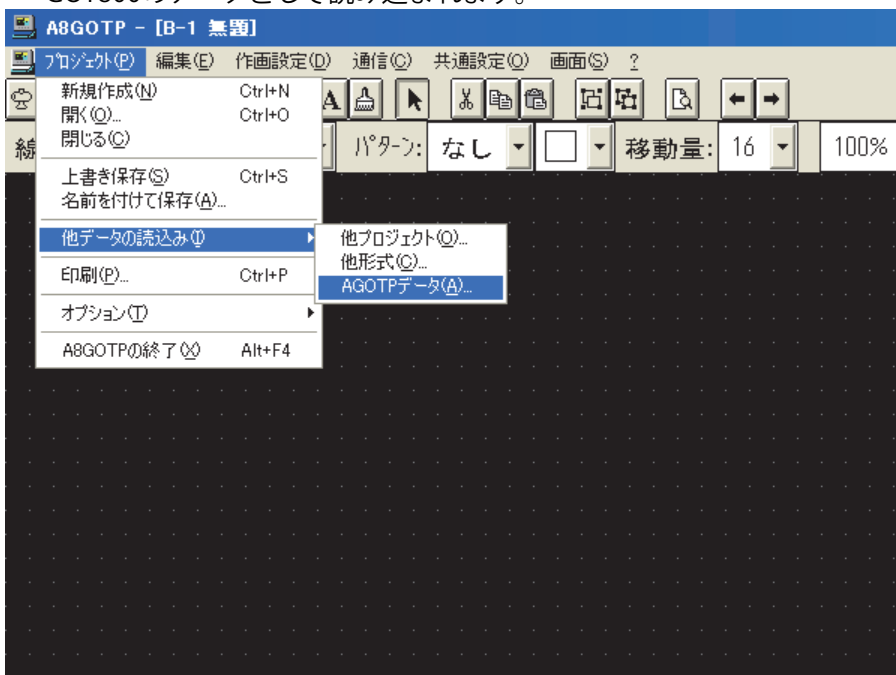 A8GOTP - [B-1 無題]
プロジェクト(P) 編集(E) 作画設定(D) 通信(C) 共通設定(O) 画面(S) ?
新規作成(N) Ctrl+N
開く(O)... Ctrl+O
閉じる(C)
パターン: なし 移動量: 16 100%
上書き保存(S) Ctrl+S
名前を付けて保存(A)...
他データの読込み(I)
他プロジェクト(O)...
他形式(C)...
AGOTPデータ(A)...
印刷(P)... Ctrl+P
オプション(T)
A8GOTPの終了(X) Alt+F4